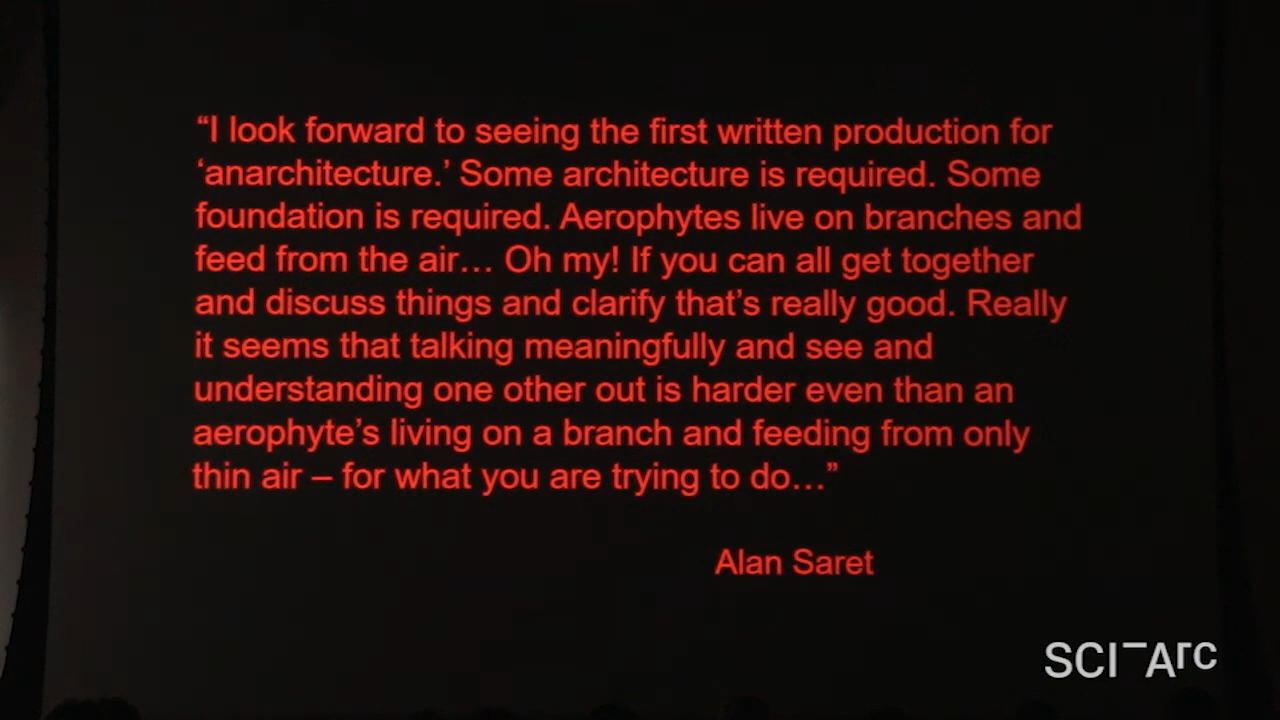 “I look forward to seeing the first written production for
‘anarchitecture.’ Some architecture is required. Some
foundation is required. Aerophytes live on branches and
feed from the air… Oh my! If you can all get together
and discuss things and clarify that’s really good. Really
it seems that talking meaningfully and see and
understanding one other out is harder even than an
aerophyte’s living on a branch and feeding from only
thin air – for what you are trying to do…”
Alan Saret
SCI-Arc